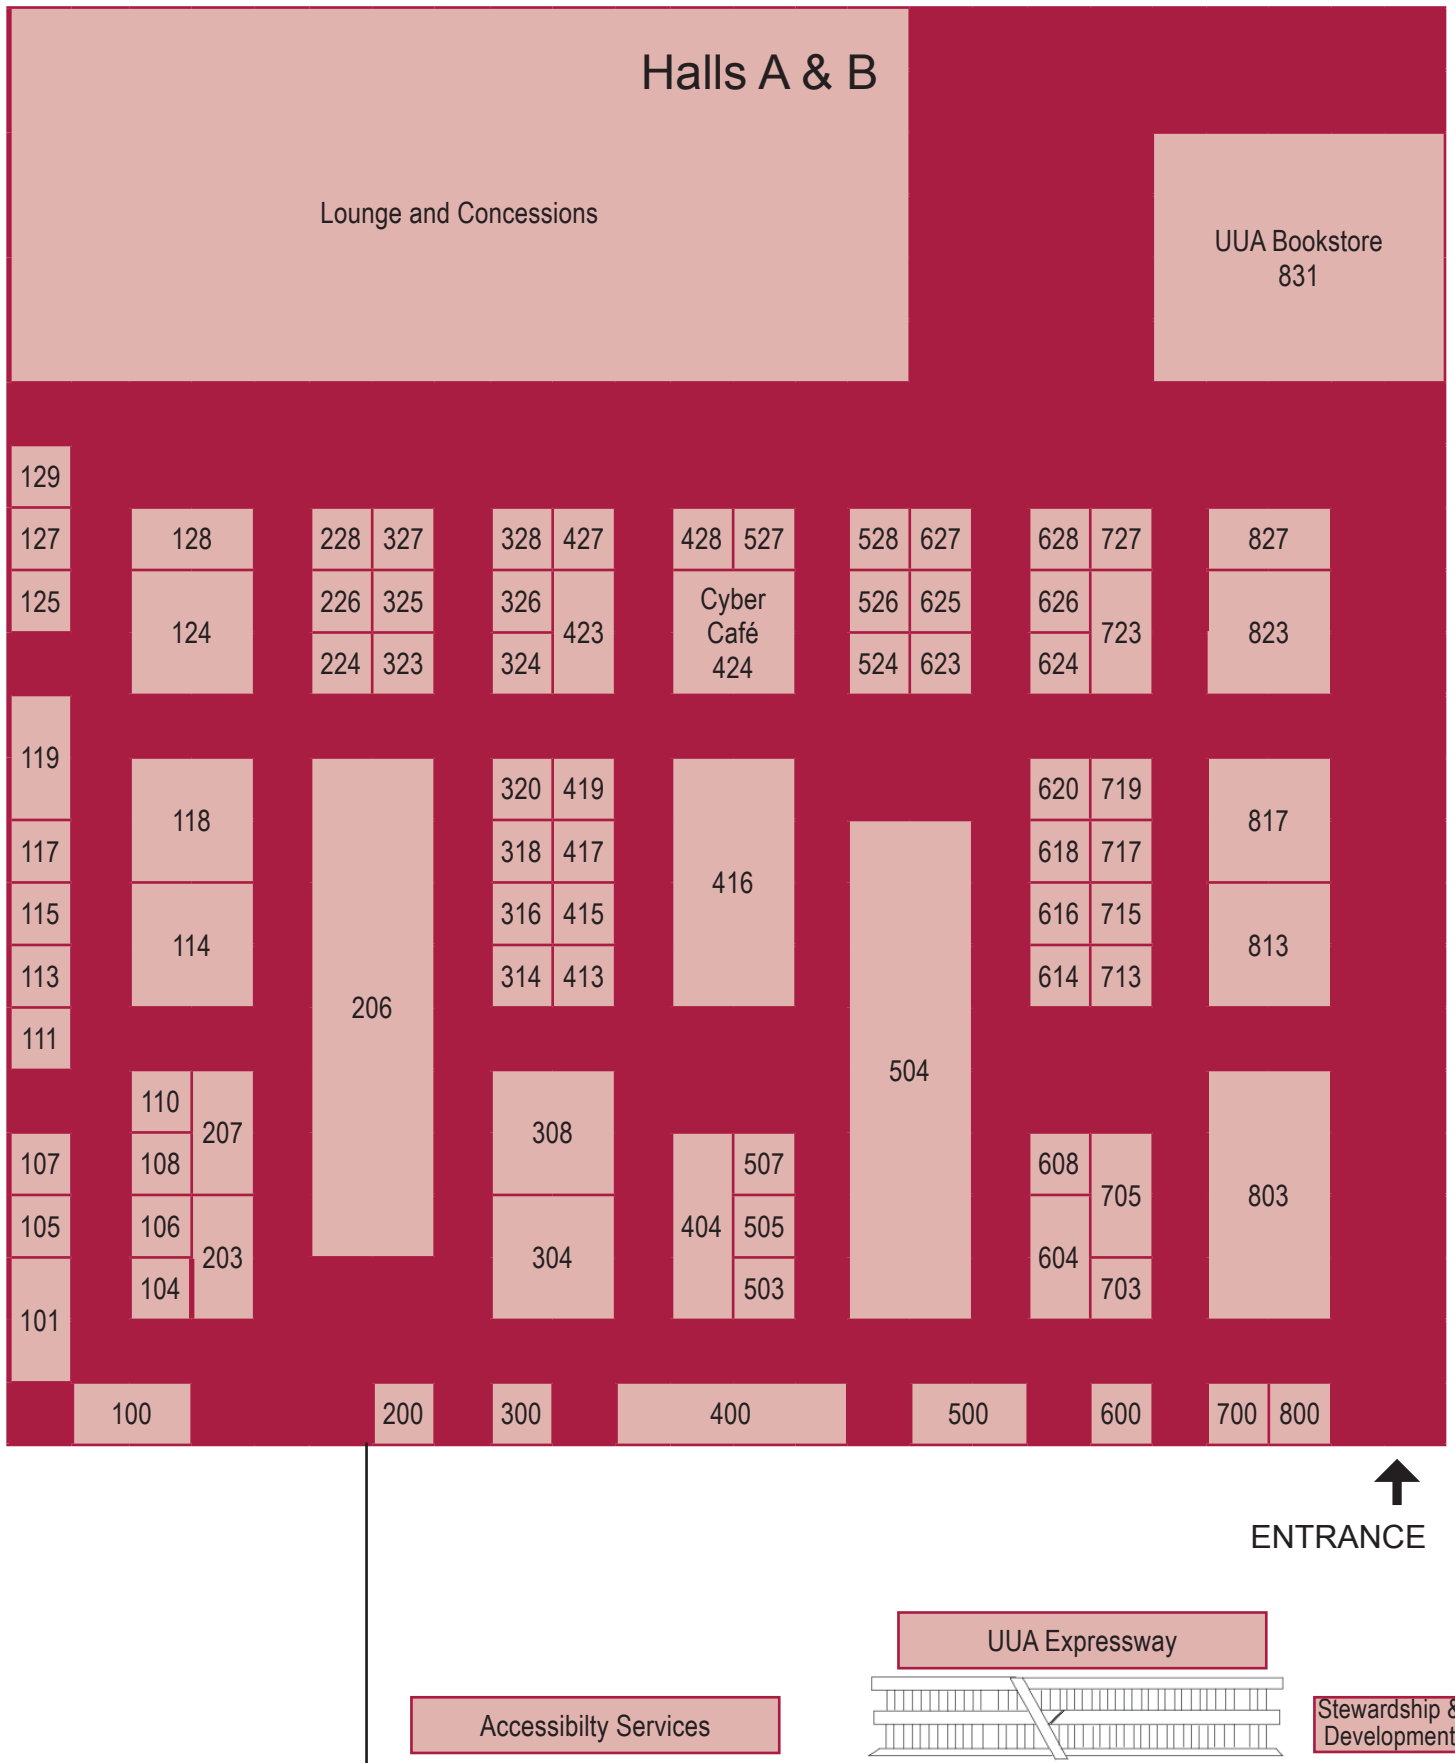 Halls A & B
Lounge and Concessions
UUA Bookstore
831
129
127 128 228 327 328 427 428 527 528 627 628 727 827
125 124 226 325 326 423 Cyber 526 625 626 723 823
Café
224 323 324 424 524 623 624
119 118 206 320 419 416 620 719 817
117 318 417 504 618 717
115 114 316 415 616 715 813
113 314 413 614 713
111
110 207 308 803
107 108 404 507 608 705
105 106 203 304 505 604
101 104 503 703
100 200 300 400 500 600 700 800
ENTRANCE
UUA Expressway
Accessibilty Services
Stewardship &
Development